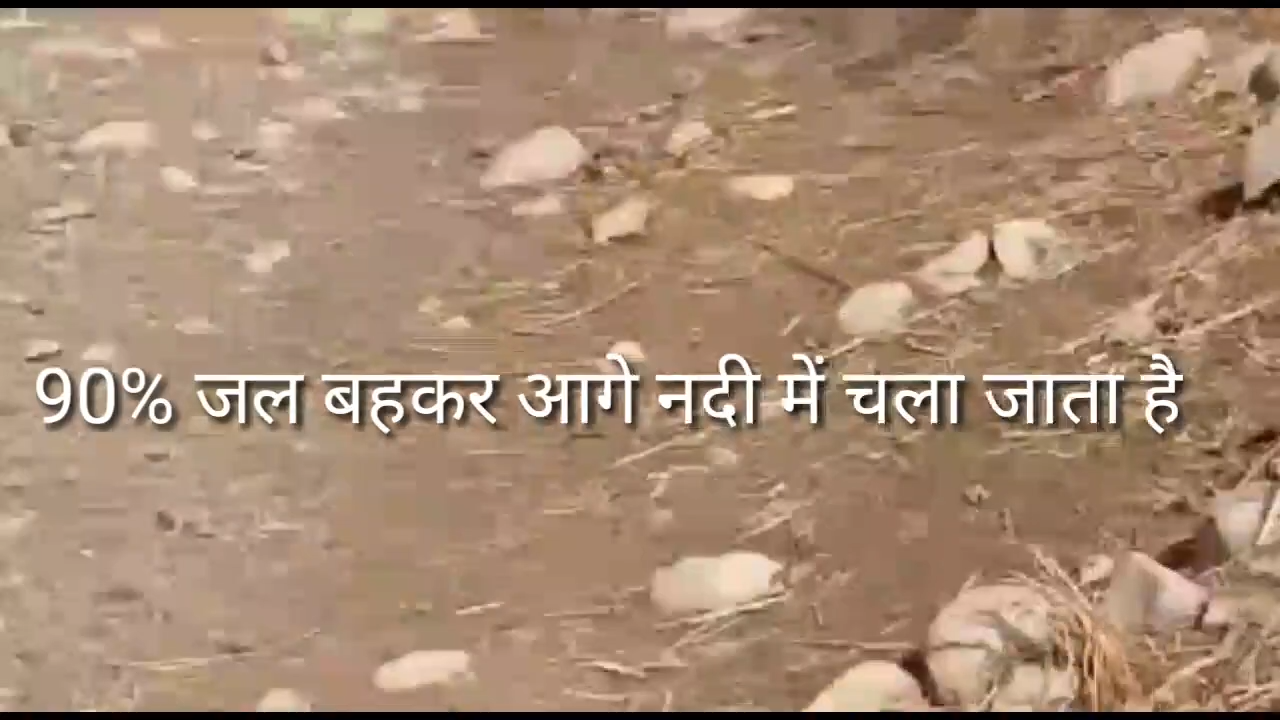 90% जल बहकर आगे नदी में चला जाता है